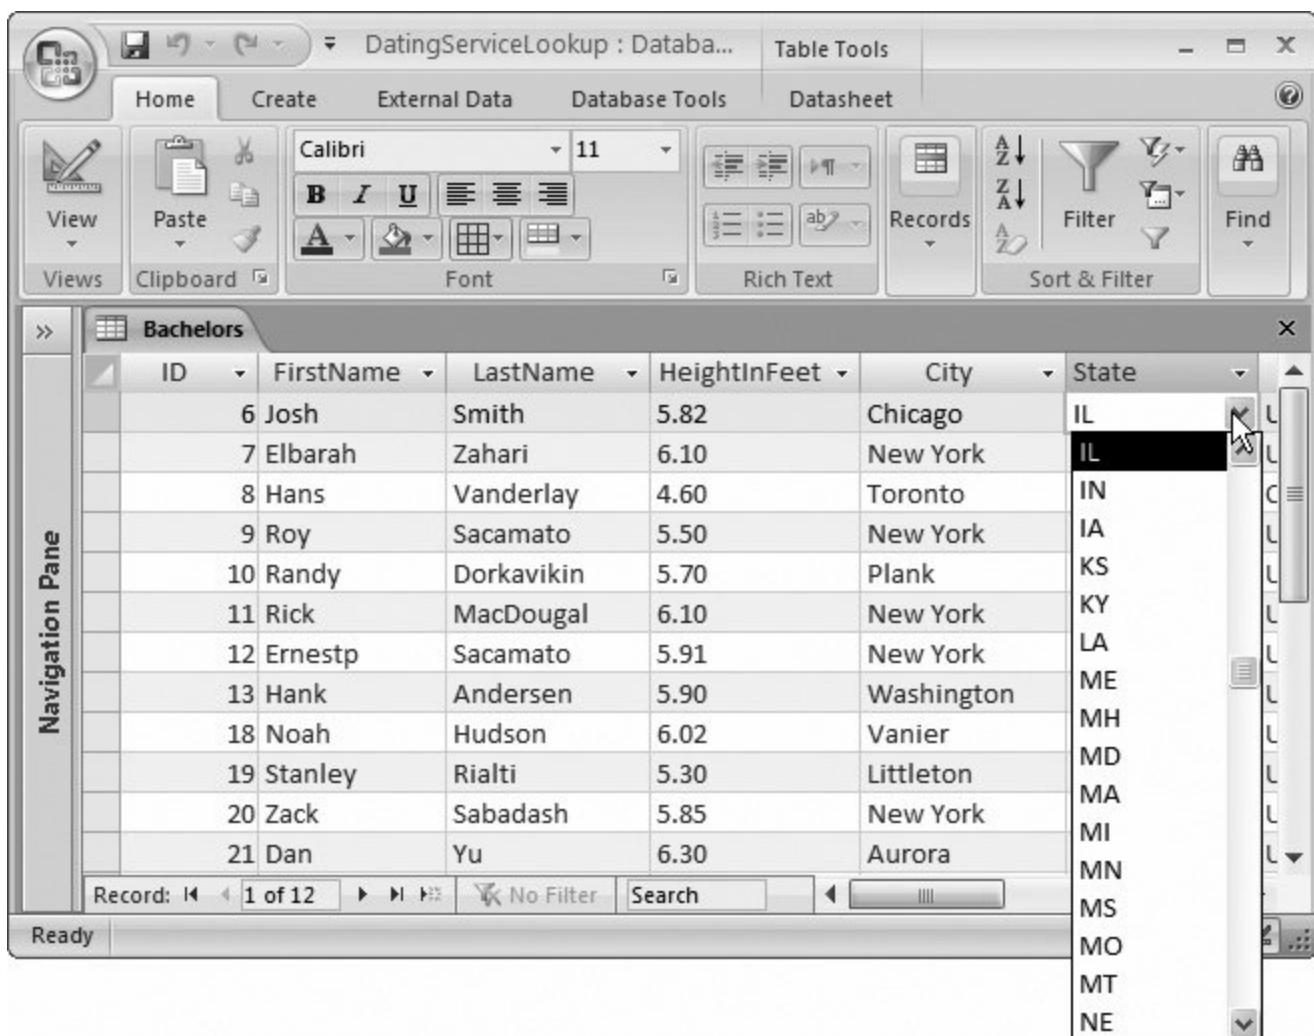 DatingServiceLookup : Databa... Table Tools
Home Create External Data Database Tools Datasheet
Calibri 11
B I U
View Paste A Records Filter Find
Views Clipboard Font Rich Text Sort & Filter
Bachelors
ID FirstName LastName HeightInFeet City State
6 Josh Smith 5.82 Chicago IL U
7 Elbarah Zahari 6.10 New York IL U
8 Hans Vanderlay 4.60 Toronto IN C
9 Roy Sacamato 5.50 New York IA U
10 Randy Dorkavikin 5.70 Plank KS U
11 Rick MacDougal 6.10 New York KY U
12 Ernestp Sacamato 5.91 New York LA U
13 Hank Andersen 5.90 Washington ME U
18 Noah Hudson 6.02 Vanier MH U
19 Stanley Rialti 5.30 Littleton MD U
20 Zack Sabadash 5.85 New York MA U
21 Dan Yu 6.30 Aurora MI U
Navigation Pane
Record: 1 of 12 No Filter Search
MN
Ready
MS
MO
MT
NE